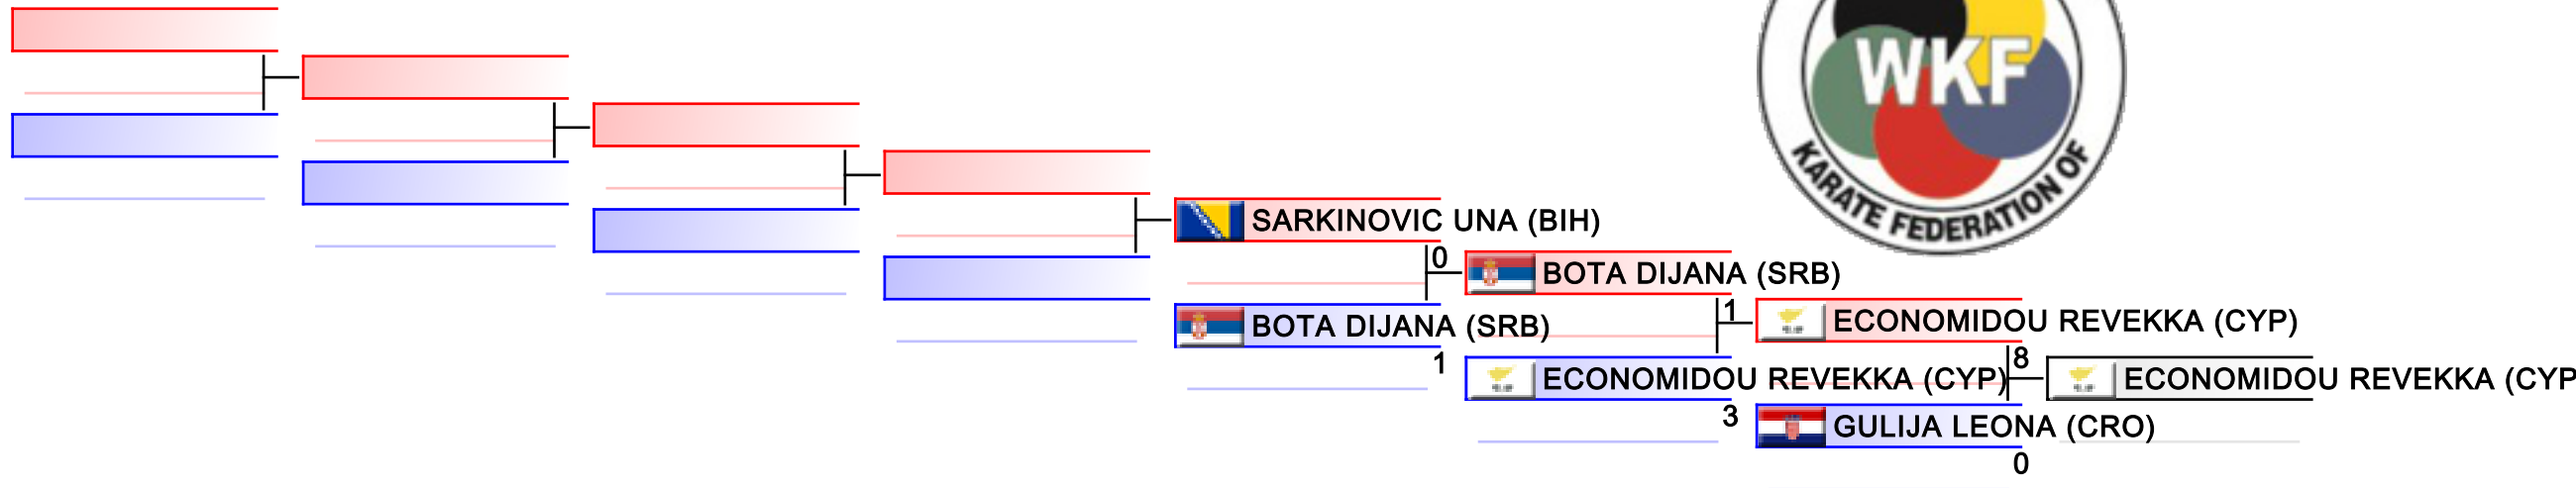 WKF
KARATE FEDERATION OF
SARKINOVIC UNA (BIH)
0
BOTA DIJANA (SRB)
BOTA DIJANA (SRB)
1
1
ECONOMIDOU REVEKKA (CYP)
ECONOMIDOU REVEKKA (CYP)
3
8
ECONOMIDOU REVEKKA (CYP
GULIJA LEONA (CRO)
0